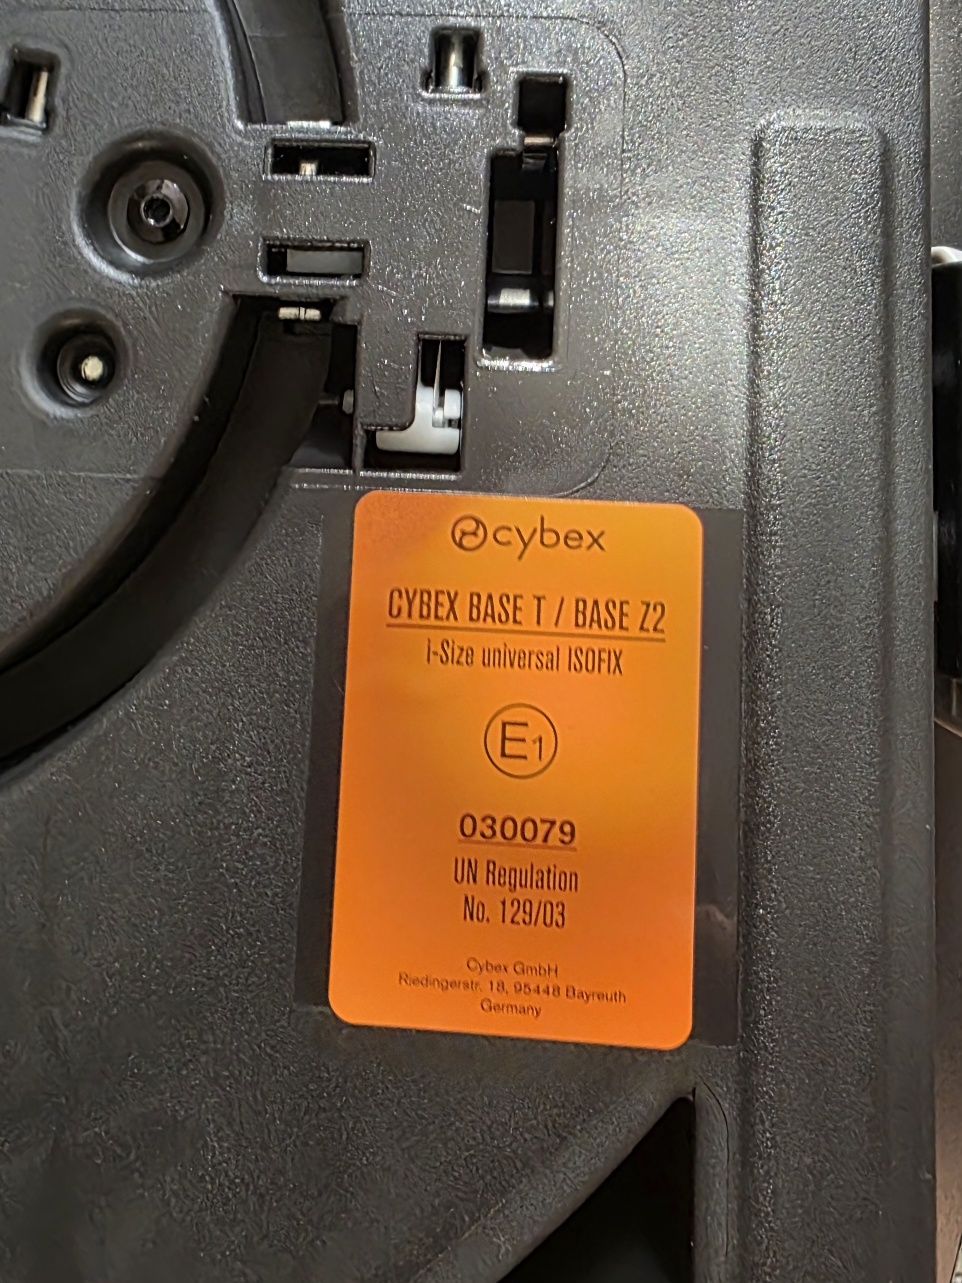 cybex
CYBEX BASE T / BASE Z2
i-Size universal ISOFIX
E1
030079
UN Regulation
No. 129/03
Cybex GmbH
Riedingerstr. 18, 95448 Bayreuth
Germany